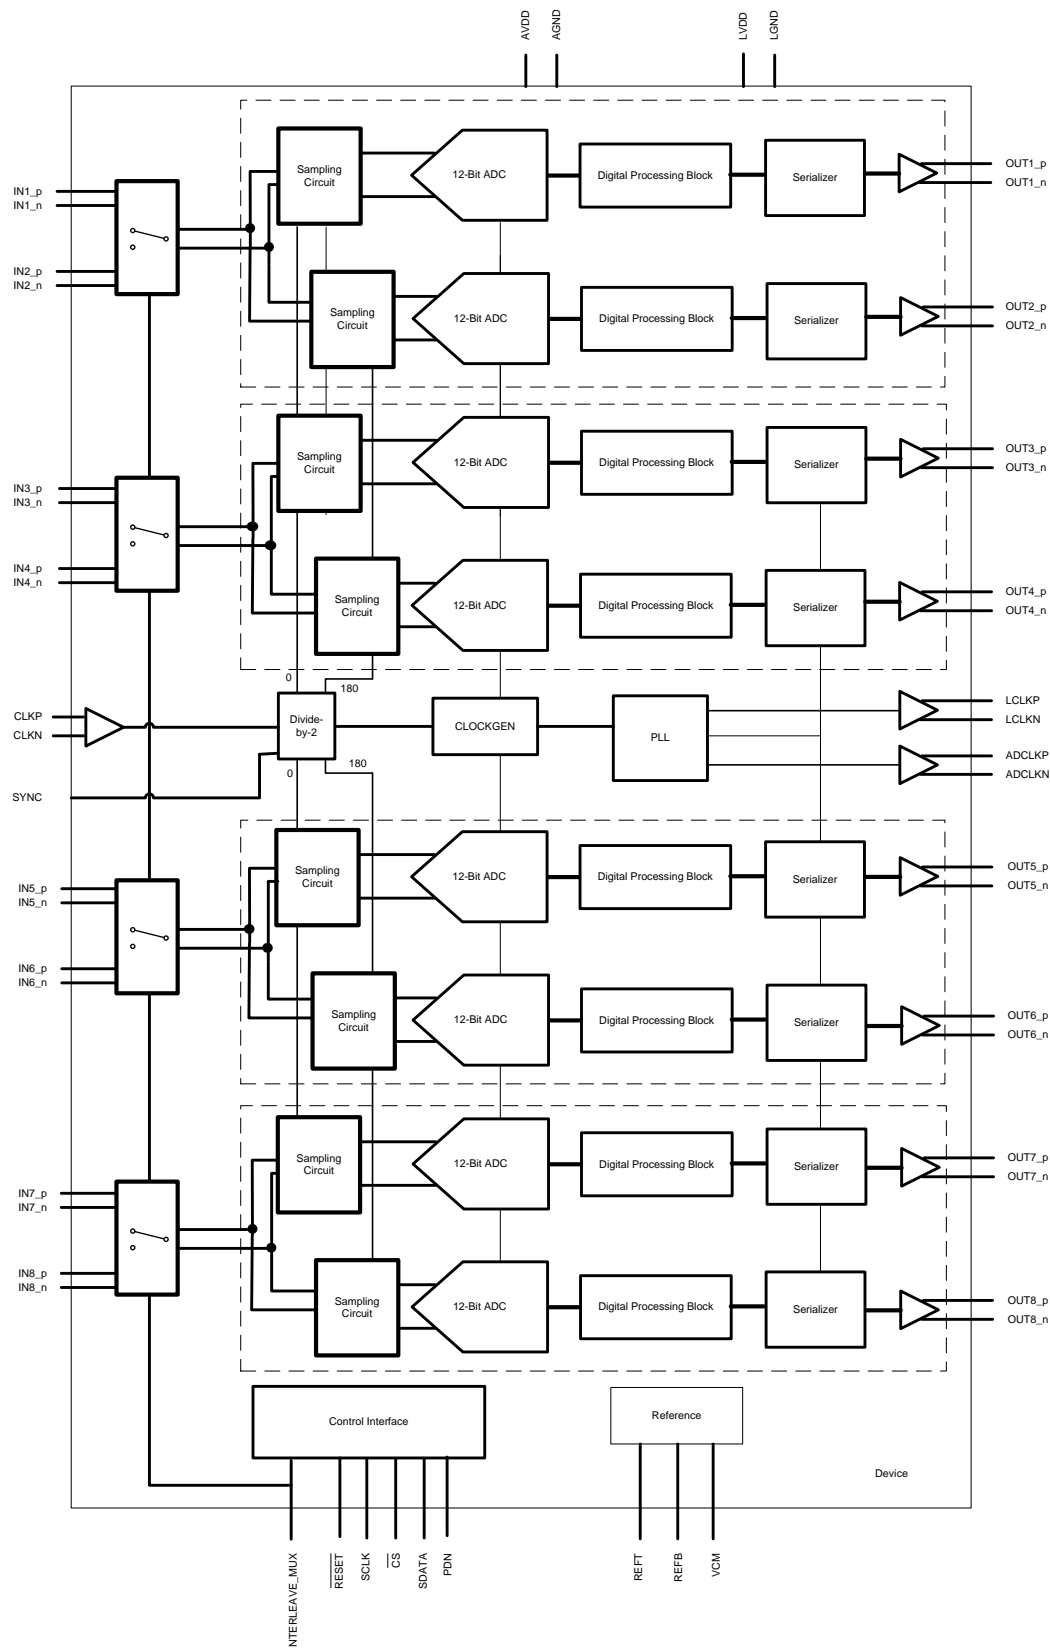 AVDD
AGND
LVDD
LGND
IN1_p
IN1_n
IN2_p
IN2_n
Sampling
Circuit
12-Bit ADC
Digital Processing Block
Serializer
OUT1_p
OUT1_n
Sampling
Circuit
12-Bit ADC
Digital Processing Block
Serializer
OUT2_p
OUT2_n
IN3_p
IN3_n
IN4_p
IN4_n
Sampling
Circuit
12-Bit ADC
Digital Processing Block
Serializer
OUT3_p
OUT3_n
Sampling
Circuit
12-Bit ADC
Digital Processing Block
Serializer
OUT4_p
OUT4_n
0
180
CLKP
CLKN
SYNC
Divide-
by-2
0
180
CLOCKGEN
PLL
LCLKP
LCLKN
ADCLKP
ADCLKN
IN5_p
IN5_n
IN6_p
IN6_n
Sampling
Circuit
12-Bit ADC
Digital Processing Block
Serializer
OUT5_p
OUT5_n
Sampling
Circuit
12-Bit ADC
Digital Processing Block
Serializer
OUT6_p
OUT6_n
IN7_p
IN7_n
IN8_p
IN8_n
Sampling
Circuit
12-Bit ADC
Digital Processing Block
Serializer
OUT7_p
OUT7_n
Sampling
Circuit
12-Bit ADC
Digital Processing Block
Serializer
OUT8_p
OUT8_n
Control Interface
Reference
Device
NTERLEAVE_MUX
RESET
SCLK
CS
SDATA
PDN
REFT
REFB
VCM